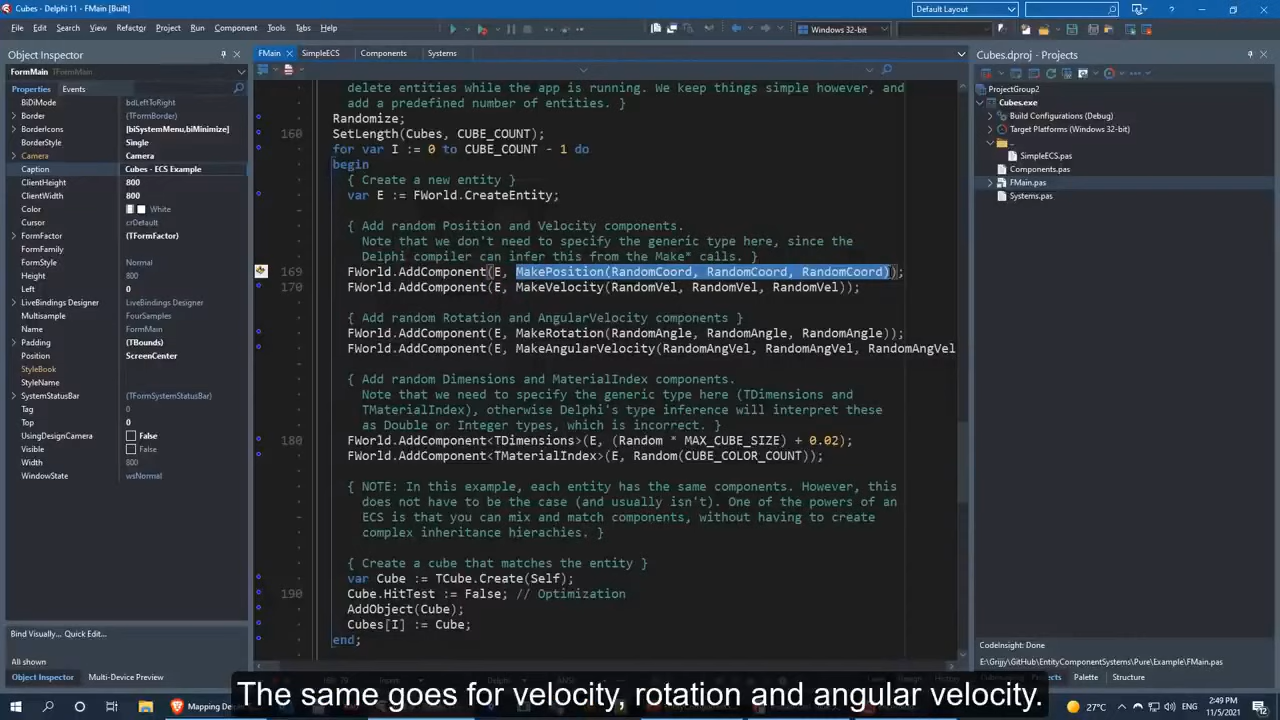 Cubes - Delphi 11 - FMain [Built]
Default Layout
File Edit Search View Refactor Project Run Component Tools Tabs Help
Windows 32-bit
Object Inspector
FormMain TFormMain
Properties Events
BiDiMode bdLeftToRight
Border (TFormBorder)
BorderIcons [biSystemMenu,biMinimize]
BorderStyle Single
Camera Camera
Caption Cubes - ECS Example
ClientHeight 800
ClientWidth 800
Color White
Cursor crDefault
FormFactor (TFormFactor)
FormFamily
FormStyle Normal
Height 800
Left 0
LiveBindings Designer LiveBindings Designer
Multisample FourSamples
Name FormMain
Padding (TBounds)
Position ScreenCenter
StyleBook
StyleName
SystemStatusBar (TFormSystemStatusBar)
Tag 0
Top 0
UsingDesignCamera False
Visible False
Width 800
WindowState wsNormal
Bind Visually... Quick Edit...
All shown
Object Inspector Multi-Device Preview
FMain SimpleECS Components Systems
delete entities while the app is running. We keep things simple however, and
add a predefined number of entities. }
Randomize;
160 SetLength(Cubes, CUBE_COUNT);
for var I := 0 to CUBE_COUNT - 1 do
begin
{ Create a new entity }
var E := FWorld.CreateEntity;
{ Add random Position and Velocity components.
Note that we don't need to specify the generic type here, since the
Delphi compiler can infer this from the Make* calls. }
169 FWorld.AddComponent(E, MakePosition(RandomCoord, RandomCoord, RandomCoord));
170 FWorld.AddComponent(E, MakeVelocity(RandomVel, RandomVel, RandomVel));
{ Add random Rotation and AngularVelocity components }
FWorld.AddComponent(E, MakeRotation(RandomAngle, RandomAngle, RandomAngle));
FWorld.AddComponent(E, MakeAngularVelocity(RandomAngVel, RandomAngVel, RandomAngVel
{ Add random Dimensions and MaterialIndex components.
Note that we need to specify the generic type here (TDimensions and
TMaterialIndex), otherwise Delphi's type inference will interpret these
as Double or Integer types, which is incorrect. }
180 FWorld.AddComponent<TDimensions>(E, (Random * MAX_CUBE_SIZE) + 0.02);
FWorld.AddComponent<TMaterialIndex>(E, Random(CUBE_COLOR_COUNT));
{ NOTE: In this example, each entity has the same components. However, this
does not have to be the case (and usually isn't). One of the powers of an
ECS is that you can mix and match components, without having to create
complex inheritance hierachies. }
{ Create a cube that matches the entity }
var Cube := TCube.Create(Self);
190 Cube.HitTest := False; // Optimization
AddObject(Cube);
Cubes[I] := Cube;
end;
Cubes.dproj - Projects
ProjectGroup2
Cubes.exe
Build Configurations (Debug)
Target Platforms (Windows 32-bit)
..
SimpleECS.pas
Components.pas
FMain.pas
Systems.pas
CodeInsight: Done
E:\Grijjy\GitHub\EntityComponentSystems\Pure\Example\FMain.pas
Projects Palette Structure
The same goes for velocity, rotation and angular velocity.
Mapping De
27°C
2:49 PM
11/5/2021